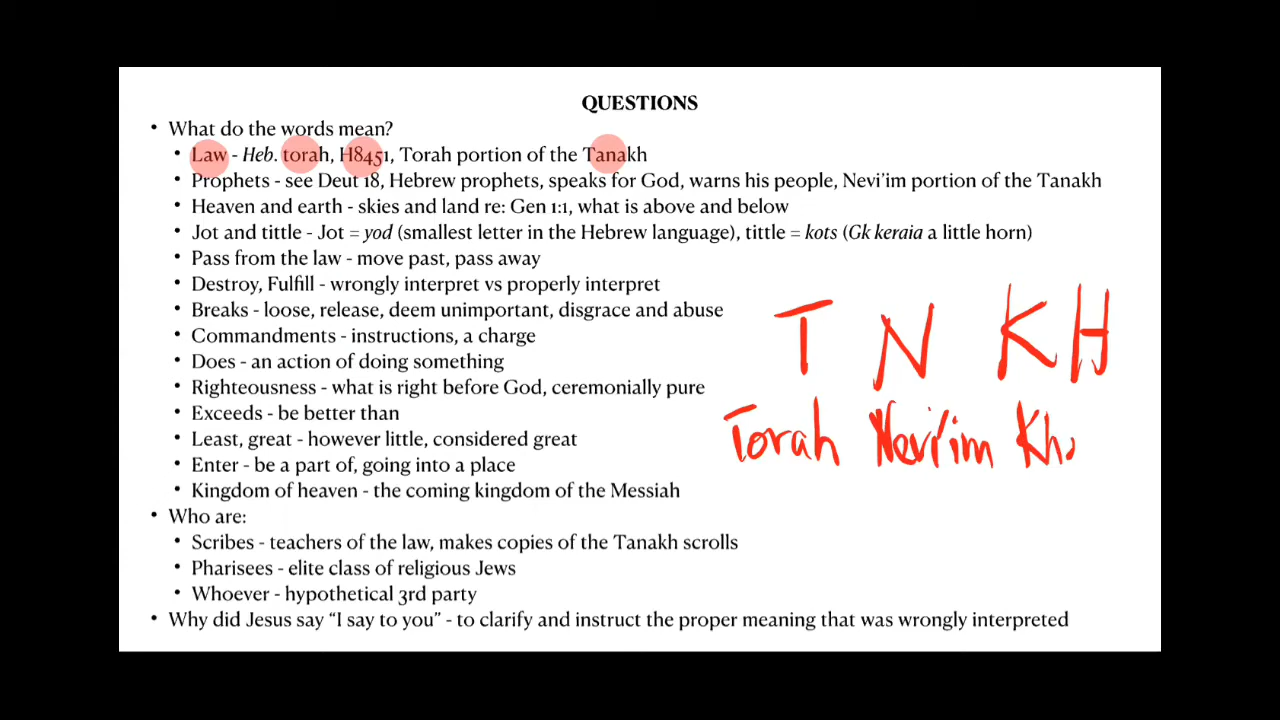 QUESTIONS
• What do the words mean?
• Law - Heb. torah, H8451, Torah portion of the Tanakh
• Prophets - see Deut 18, Hebrew prophets, speaks for God, warns his people, Nevi’im portion of the Tanakh
• Heaven and earth - skies and land re: Gen 1:1, what is above and below
• Jot and tittle - Jot = yod (smallest letter in the Hebrew language), tittle = kots (Gk keraia a little horn)
• Pass from the law - move past, pass away
• Destroy, Fulfill - wrongly interpret vs properly interpret
• Breaks - loose, release, deem unimportant, disgrace and abuse
• Commandments - instructions, a charge
• Does - an action of doing something
• Righteousness - what is right before God, ceremonially pure
• Exceeds - be better than
• Least, great - however little, considered great
• Enter - be a part of, going into a place
• Kingdom of heaven - the coming kingdom of the Messiah
• Who are:
• Scribes - teachers of the law, makes copies of the Tanakh scrolls
• Pharisees - elite class of religious Jews
• Whoever - hypothetical 3rd party
• Why did Jesus say “I say to you” - to clarify and instruct the proper meaning that was wrongly interpreted
T N KH
Torah Nevi'im